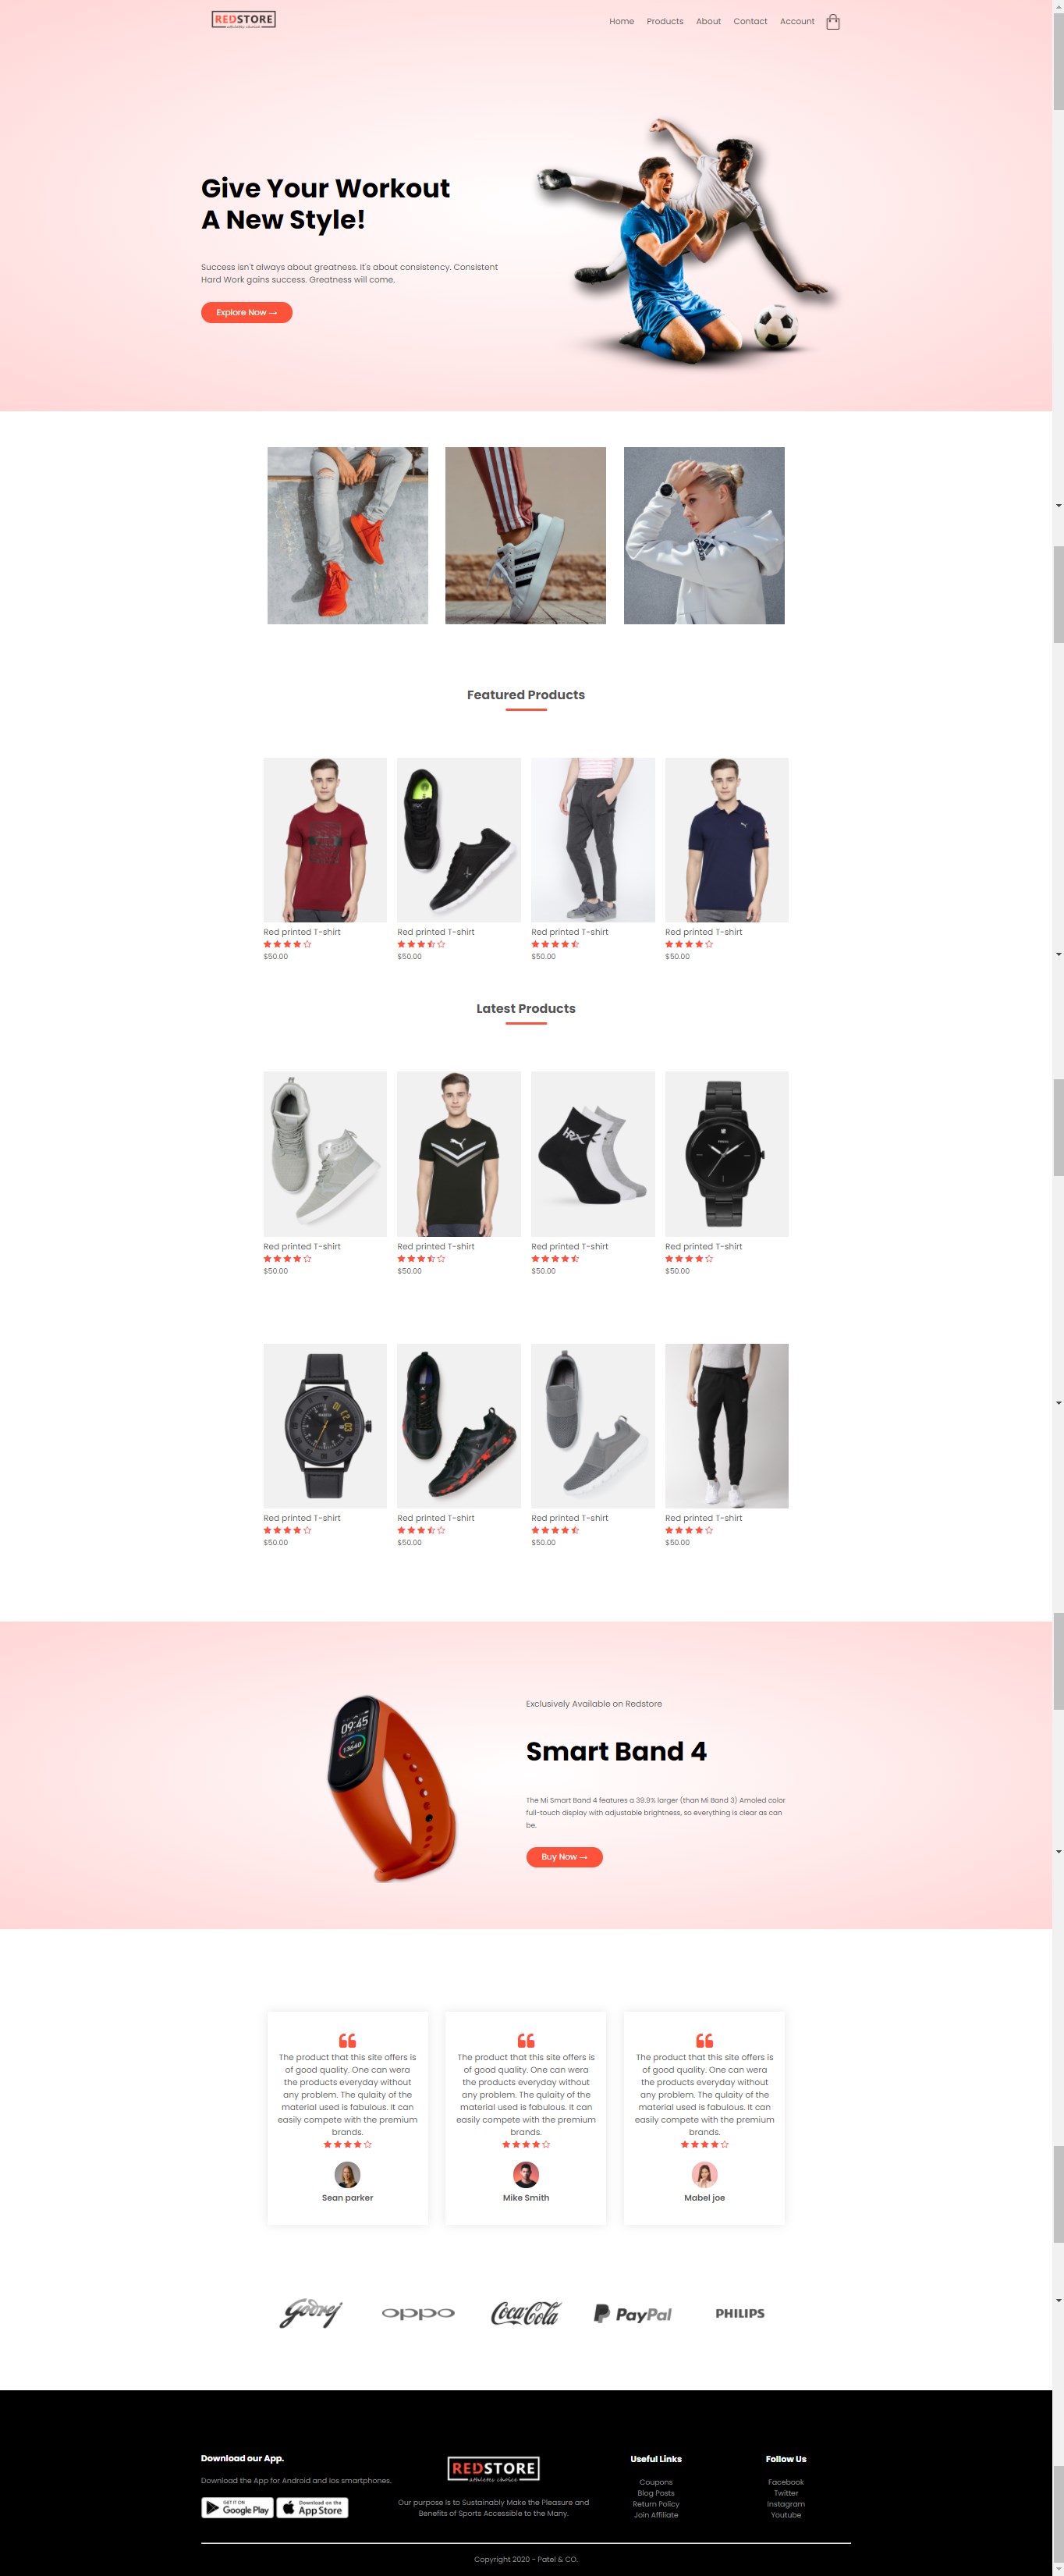 REDSTORE
athletes choice
Home Products About Contact Account
Give Your Workout
A New Style!
Success isn't always about greatness. It's about consistency. Consistent
Hard Work gains success. Greatness will come.
Explore Now →
Featured Products
Red printed T-shirt
$50.00
Red printed T-shirt
$50.00
Red printed T-shirt
$50.00
Red printed T-shirt
$50.00
Latest Products
HRX
Red printed T-shirt
$50.00
Red printed T-shirt
$50.00
Red printed T-shirt
$50.00
Red printed T-shirt
$50.00
Red printed T-shirt
$50.00
Red printed T-shirt
$50.00
Red printed T-shirt
$50.00
Red printed T-shirt
$50.00
09:45
13640
Exclusively Available on Redstore
Smart Band 4
The Mi Smart Band 4 features a 39.9% larger (than Mi Band 3) Amoled color
full-touch display with adjustable brightness, so everything is clear as can
be.
Buy Now →
The product that this site offers is
of good quality. One can wera
the products everyday without
any problem. The qulaity of the
material used is fabulous. It can
easily compete with the premium
brands.
Sean parker
The product that this site offers is
of good quality. One can wera
the products everyday without
any problem. The qulaity of the
material used is fabulous. It can
easily compete with the premium
brands.
Mike Smith
The product that this site offers is
of good quality. One can wera
the products everyday without
any problem. The qulaity of the
material used is fabulous. It can
easily compete with the premium
brands.
Mabel joe
Godrej
oppo
Coca-Cola
PayPal
PHILIPS
Download our App.
Download the App for Android and Ios smartphones.
GET IT ON
Google Play
Download on the
App Store
REDSTORE
athletes choice
Our purpose Is to Sustainably Make the Pleasure and
Benefits of Sports Accessible to the Many.
Useful Links
Coupons
Blog Posts
Return Policy
Join Affiliate
Follow Us
Facebook
Twitter
Instagram
Youtube
Copyright 2020 - Patel & CO.